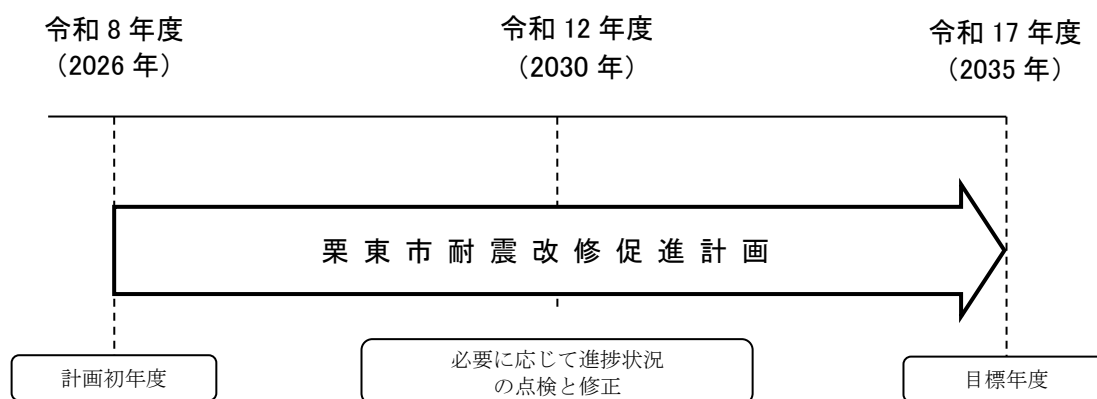 令和 8 年度
（2026 年）
令和 12 年度
（2030 年）
令和 17 年度
（2035 年）
栗 東 市 耐 震 改 修 促 進 計 画
計画初年度
必要に応じて進捗状況
の点検と修正
目標年度